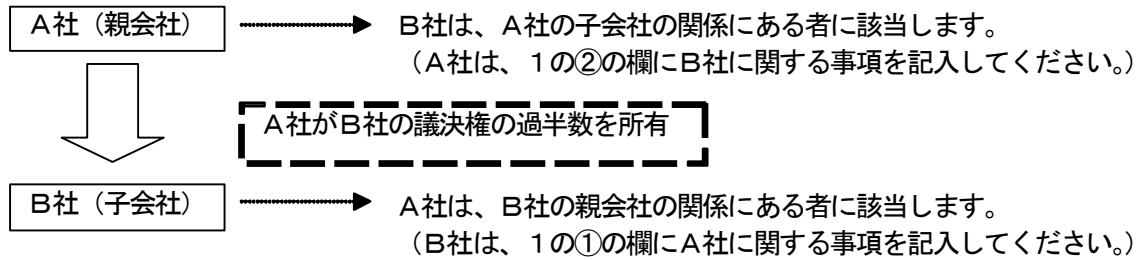 A社（親会社）
B社は、A社の子会社の関係にある者に該当します。
（A社は、１の②の欄にB社に関する事項を記入してください。）
A社がB社の議決権の過半数を所有
B社（子会社）
A社は、B社の親会社の関係にある者に該当します。
（B社は、１の①の欄にA社に関する事項を記入してください。）